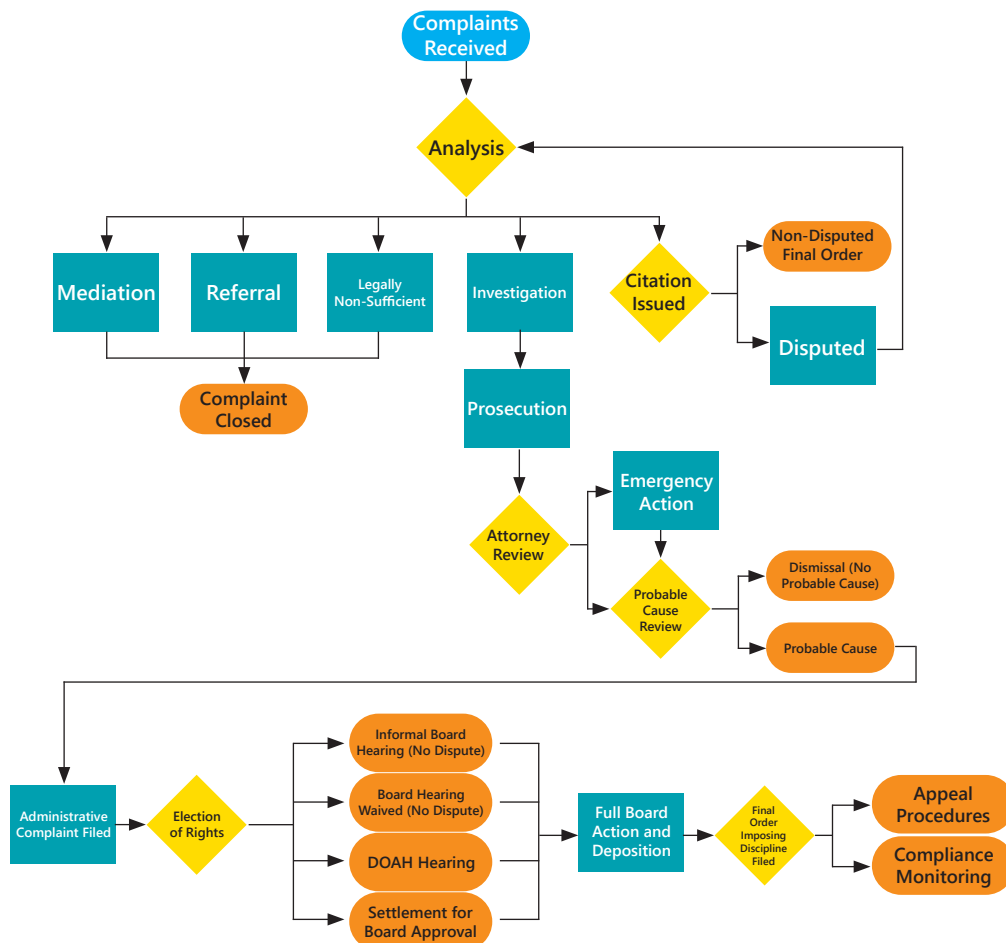 Complaints
Received
Analysis
Mediation
Referral
Legally
Non-Sufficient
Investigation
Citation
Issued
Non-Disputed
Final Order
Disputed
Complaint
Closed
Prosecution
Attorney
Review
Emergency
Action
Probable
Cause
Review
Dismissal (No
Probable Cause)
Probable Cause
Administrative
Complaint Filed
Election
of Rights
Informal Board
Hearing (No Dispute)
Board Hearing
Waived (No Dispute)
DOAH Hearing
Settlement for
Board Approval
Full Board
Action and
Deposition
Final
Order
Imposing
Discipline
Filed
Appeal
Procedures
Compliance
Monitoring